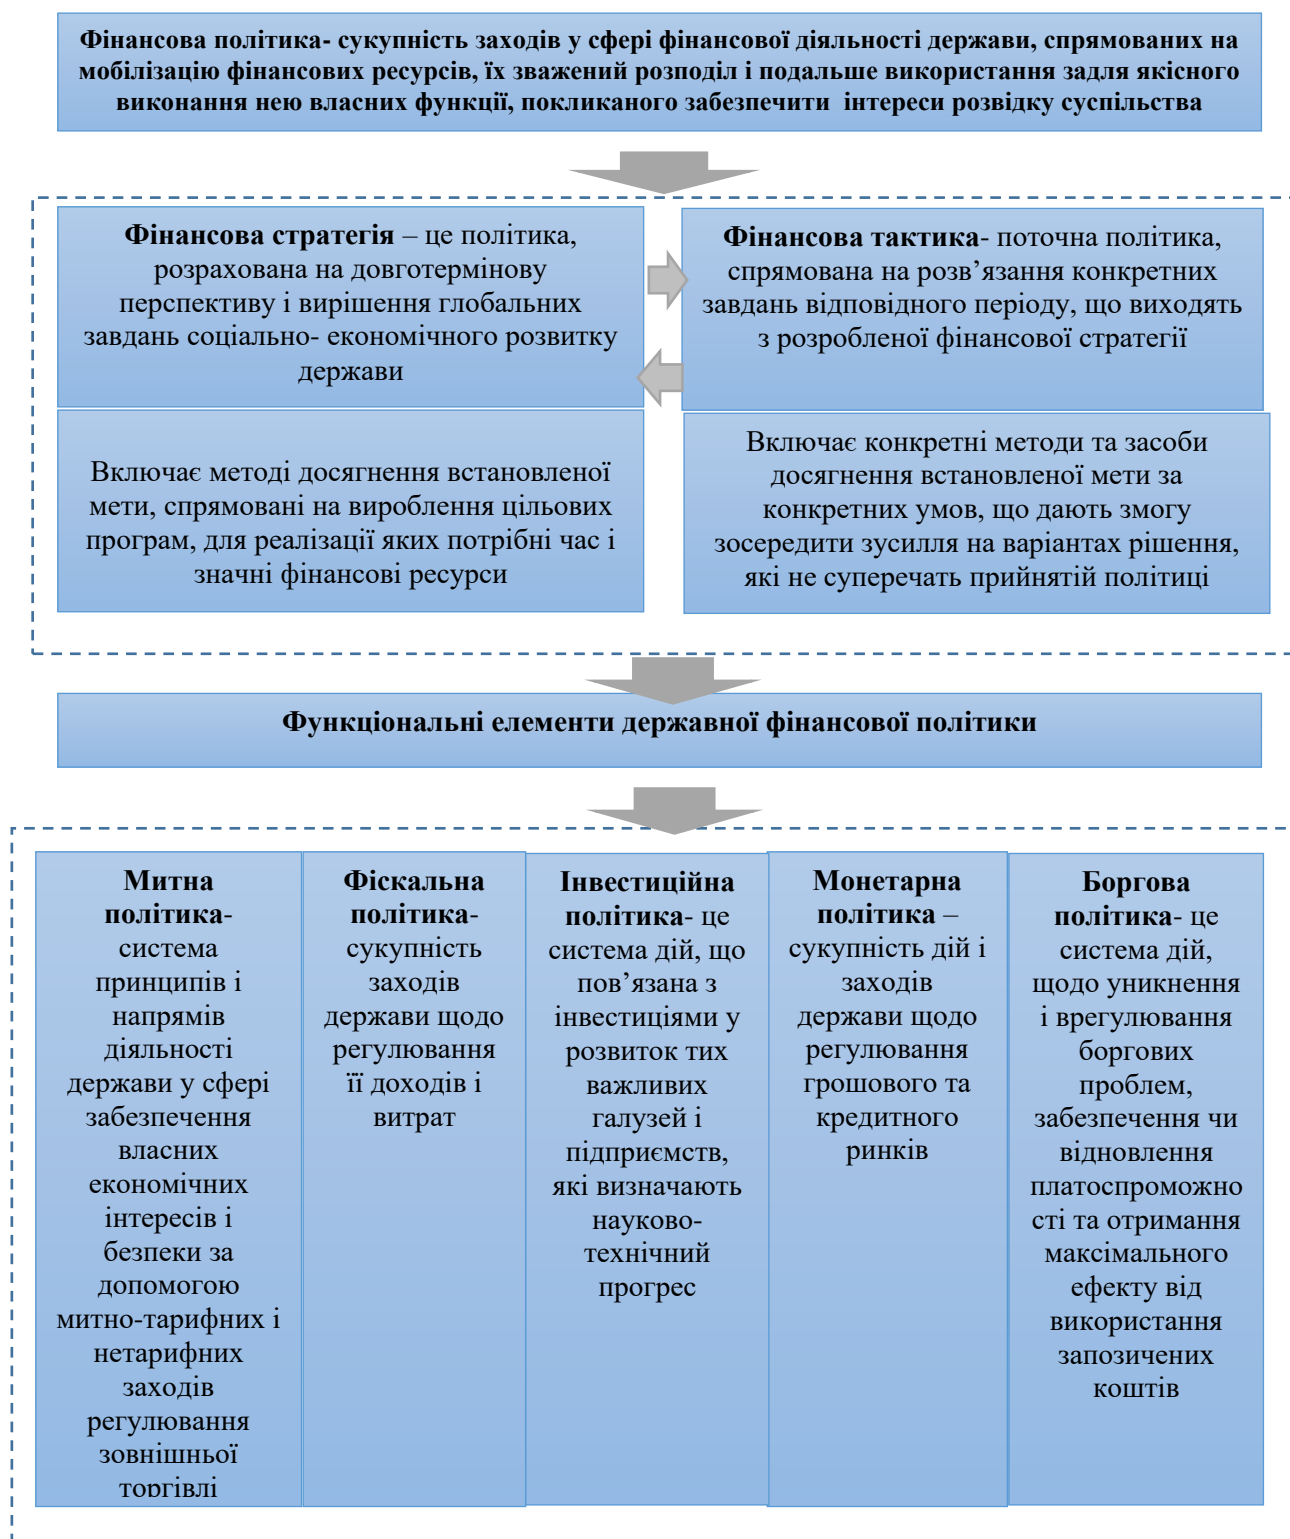 Фінансова політика- сукупність заходів у сфері фінансової діяльності держави, спрямованих на
мобілізацію фінансових ресурсів, їх зважений розподіл і подальше використання задля якісного
виконання нею власних функції, покликаного забезпечити інтереси розвідку суспільства
Фінансова стратегія – це політика,
розрахована на довготермінову
перспективу і вирішення глобальних
завдань соціально- економічного розвитку
держави
Фінансова тактика- поточна політика,
спрямована на розв’язання конкретних
завдань відповідного періоду, що виходять
з розробленої фінансової стратегії
Включає методі досягнення встановленої
мети, спрямовані на вироблення цільових
програм, для реалізації яких потрібні час і
значні фінансові ресурси
Включає конкретні методи та засоби
досягнення встановленої мети за
конкретних умов, що дають змогу
зосередити зусилля на варіантах рішення,
які не суперечать прийнятій політиці
Функціональні елементи державної фінансової політики
Митна
політика-
система
принципів і
напрямів
діяльності
держави у сфері
забезпечення
власних
економічних
інтересів і
безпеки за
допомогою
митно-тарифних і
нетарифних
заходів
регулювання
зовнішньої
торгівлі
Фіскальна
політика-
сукупність
заходів
держави щодо
регулювання
її доходів і
витрат
Інвестиційна
політика- це
система дій, що
пов’язана з
інвестиціями у
розвиток тих
важливих
галузей і
підприємств,
які визначають
науково-
технічний
прогрес
Монетарна
політика –
сукупність дій і
заходів
держави щодо
регулювання
грошового та
кредитного
ринків
Боргова
політика- це
система дій,
щодо уникнення
і врегулювання
боргових
проблем,
забезпечення чи
відновлення
платоспроможно
сті та отримання
максімального
ефекту від
використання
запозичених
коштів